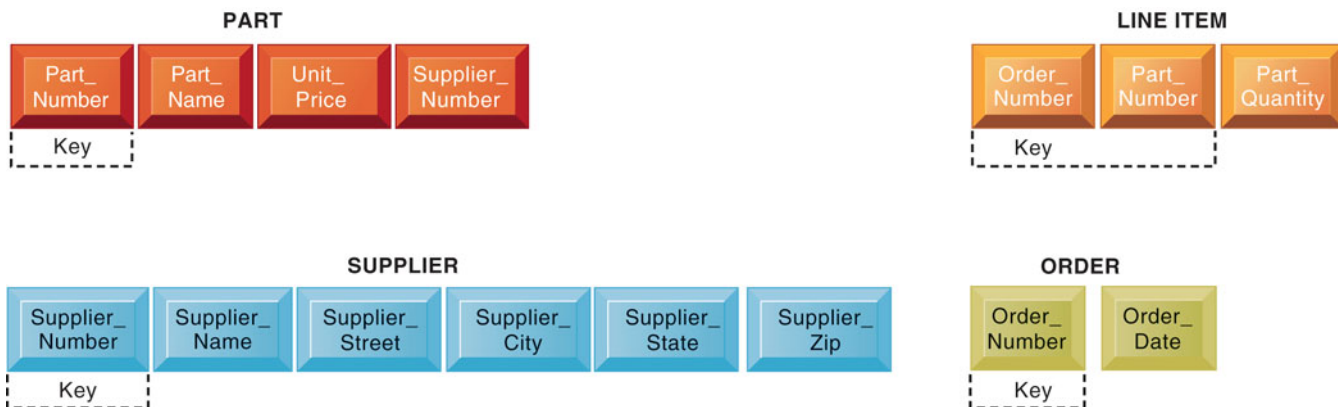 PART
Part_
Number
Part_
Name
Unit_
Price
Supplier_
Number
Key
LINE ITEM
Order_
Number
Part_
Number
Part_
Quantity
Key
SUPPLIER
Supplier_
Number
Supplier_
Name
Supplier_
Street
Supplier_
City
Supplier_
State
Supplier_
Zip
Key
ORDER
Order_
Number
Order_
Date
Key